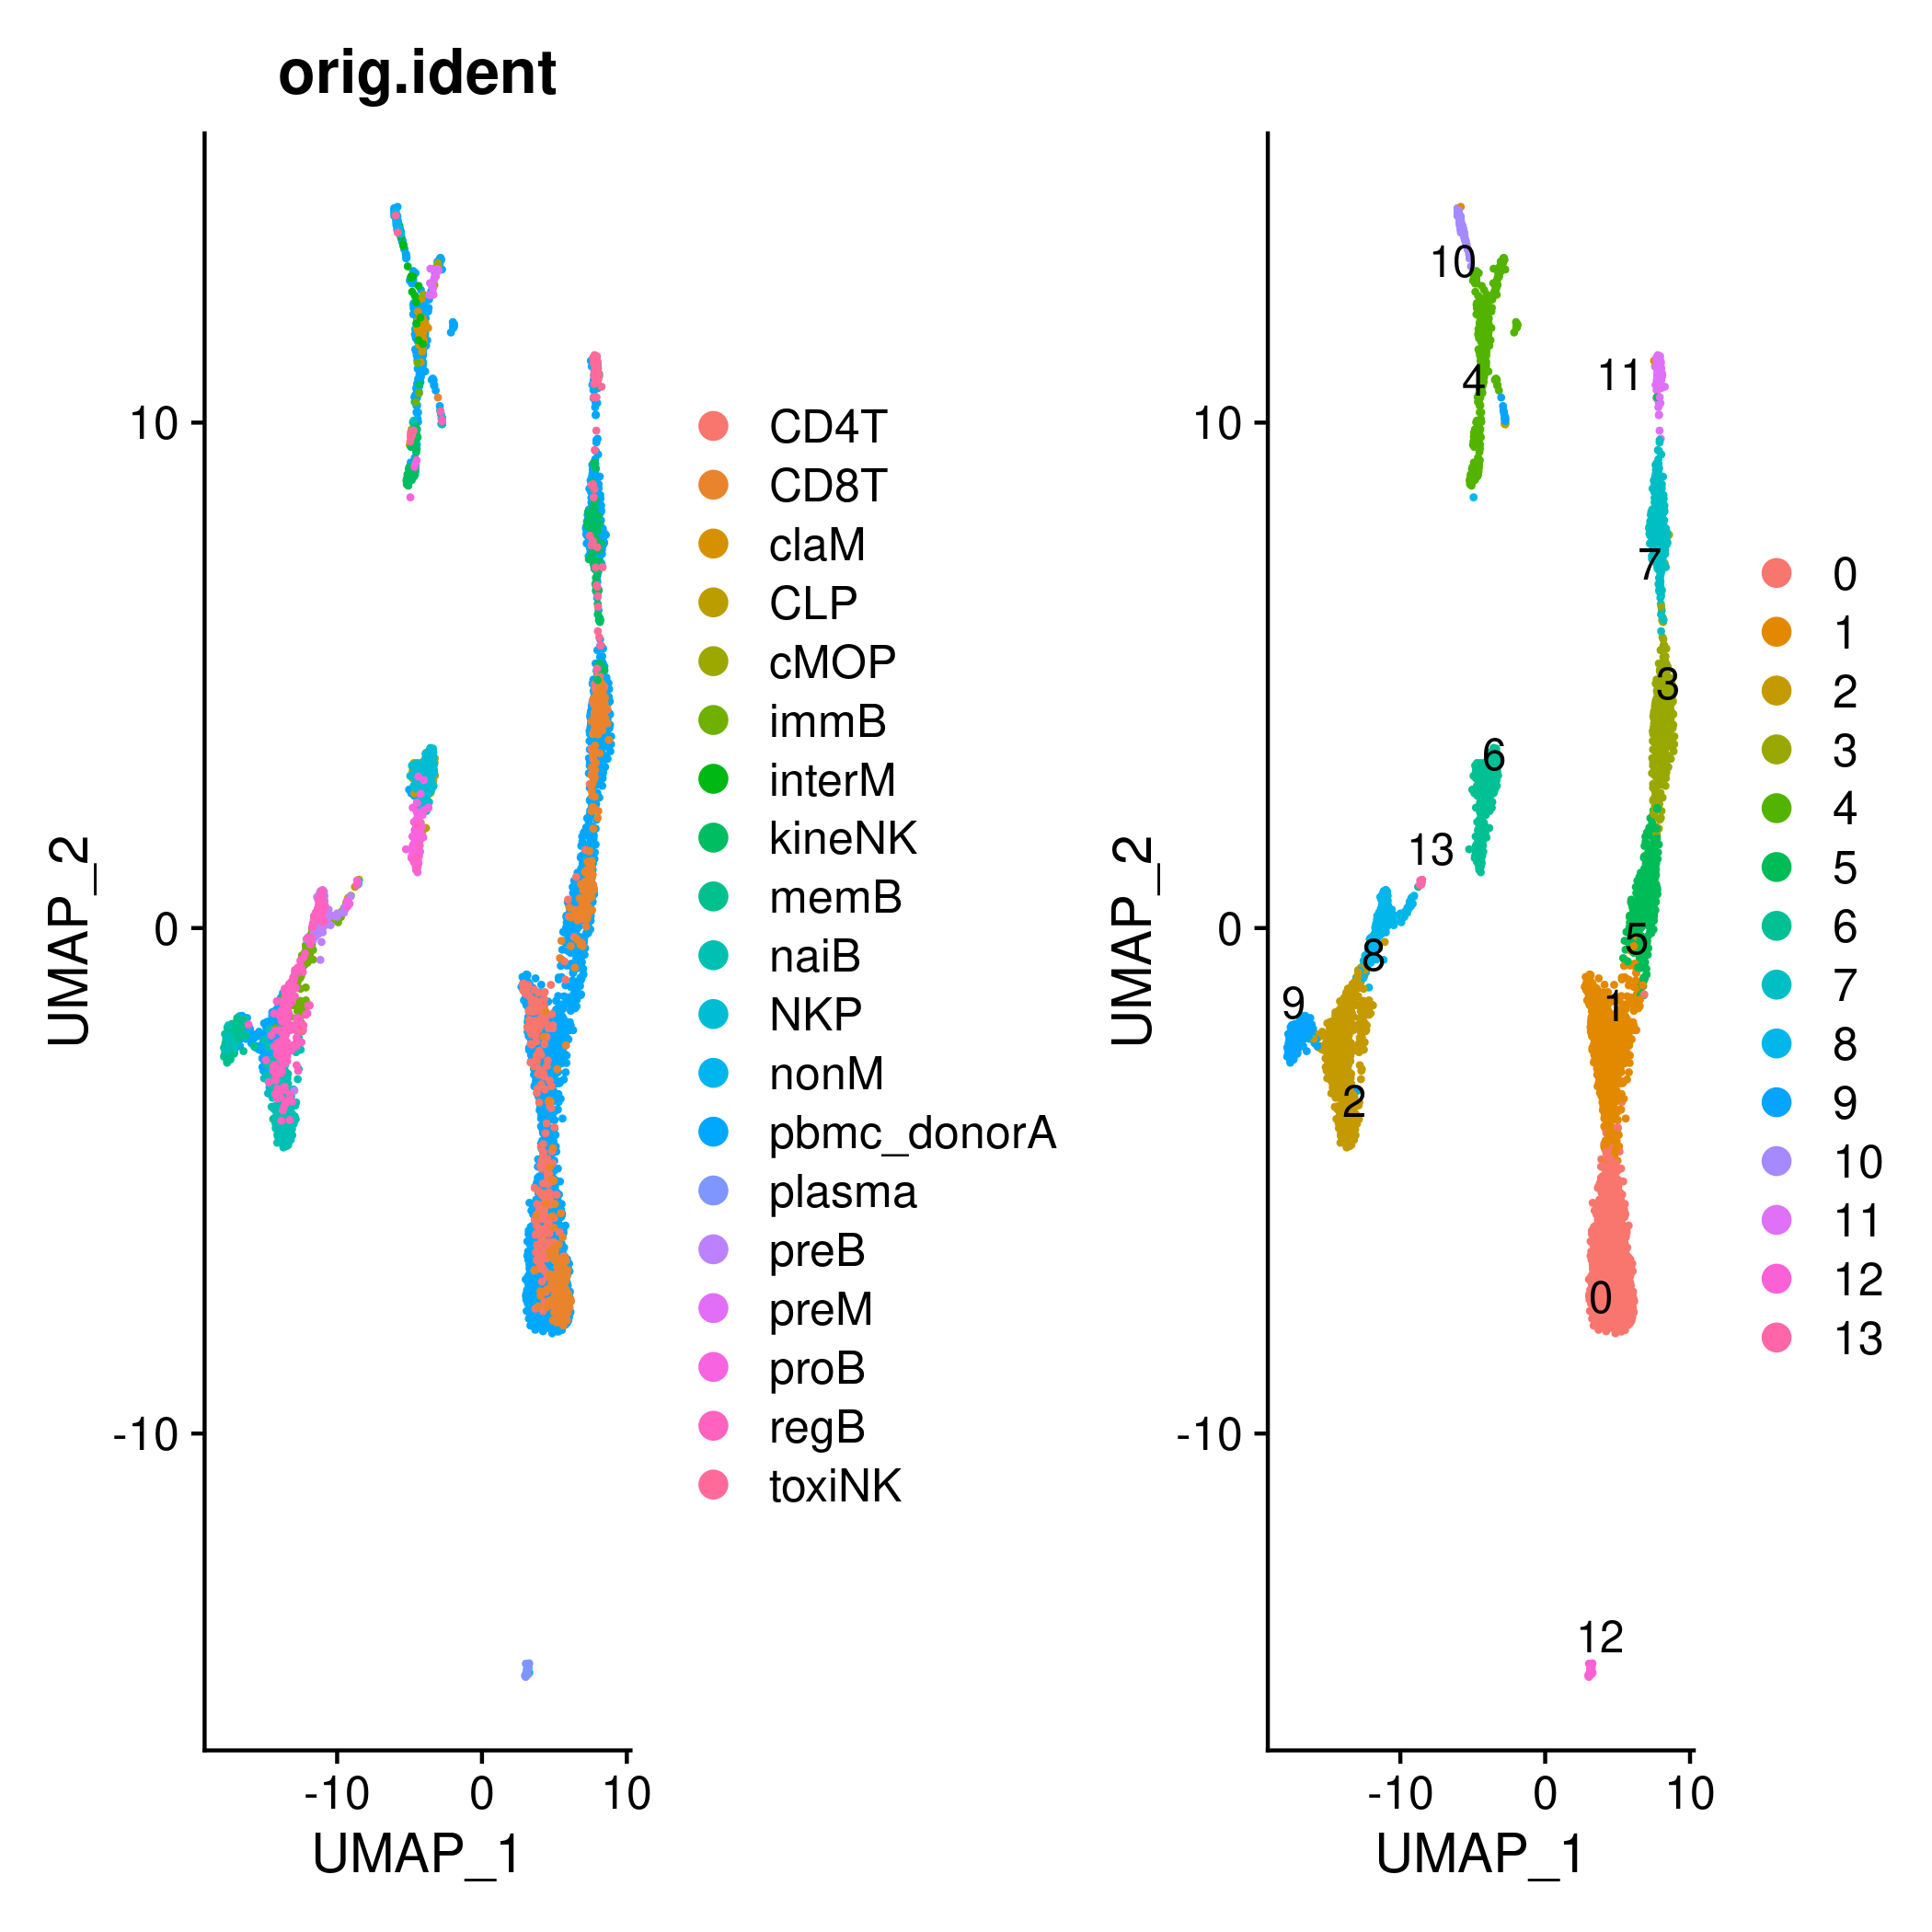 orig.ident
UMAP_2
10
0
-10
-10
0
10
UMAP_1
CD4T
CD8T
claM
CLP
cMOP
immB
interM
kineNK
memB
naiB
NKP
nonM
pbmc_donorA
plasma
preB
preM
proB
regB
toxiNK
UMAP_2
10
0
-10
-10
0
10
UMAP_1
10
4
11
7
3
6
13
5
8
9
1
2
0
12
0
1
2
3
4
5
6
7
8
9
10
11
12
13